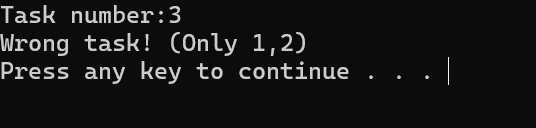 Task number:3
Wrong task! (Only 1,2)
Press any key to continue . . .